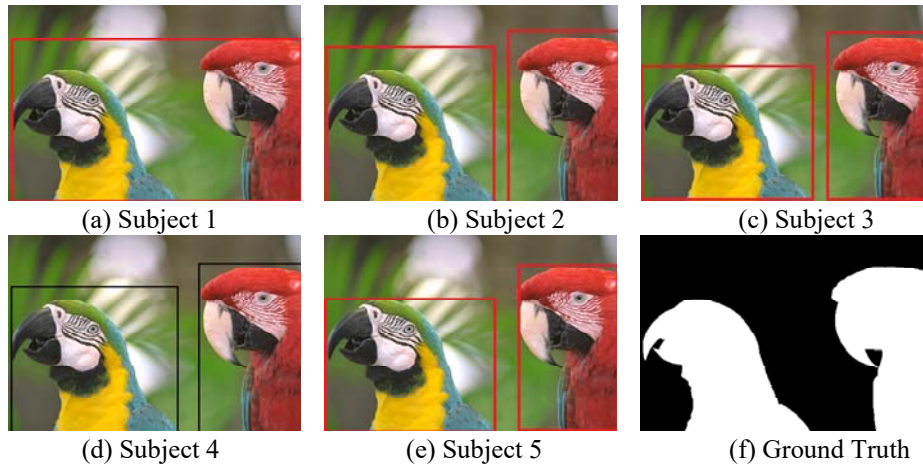 (a) Subject 1
(b) Subject 2
(c) Subject 3
(d) Subject 4
(e) Subject 5
(f) Ground Truth